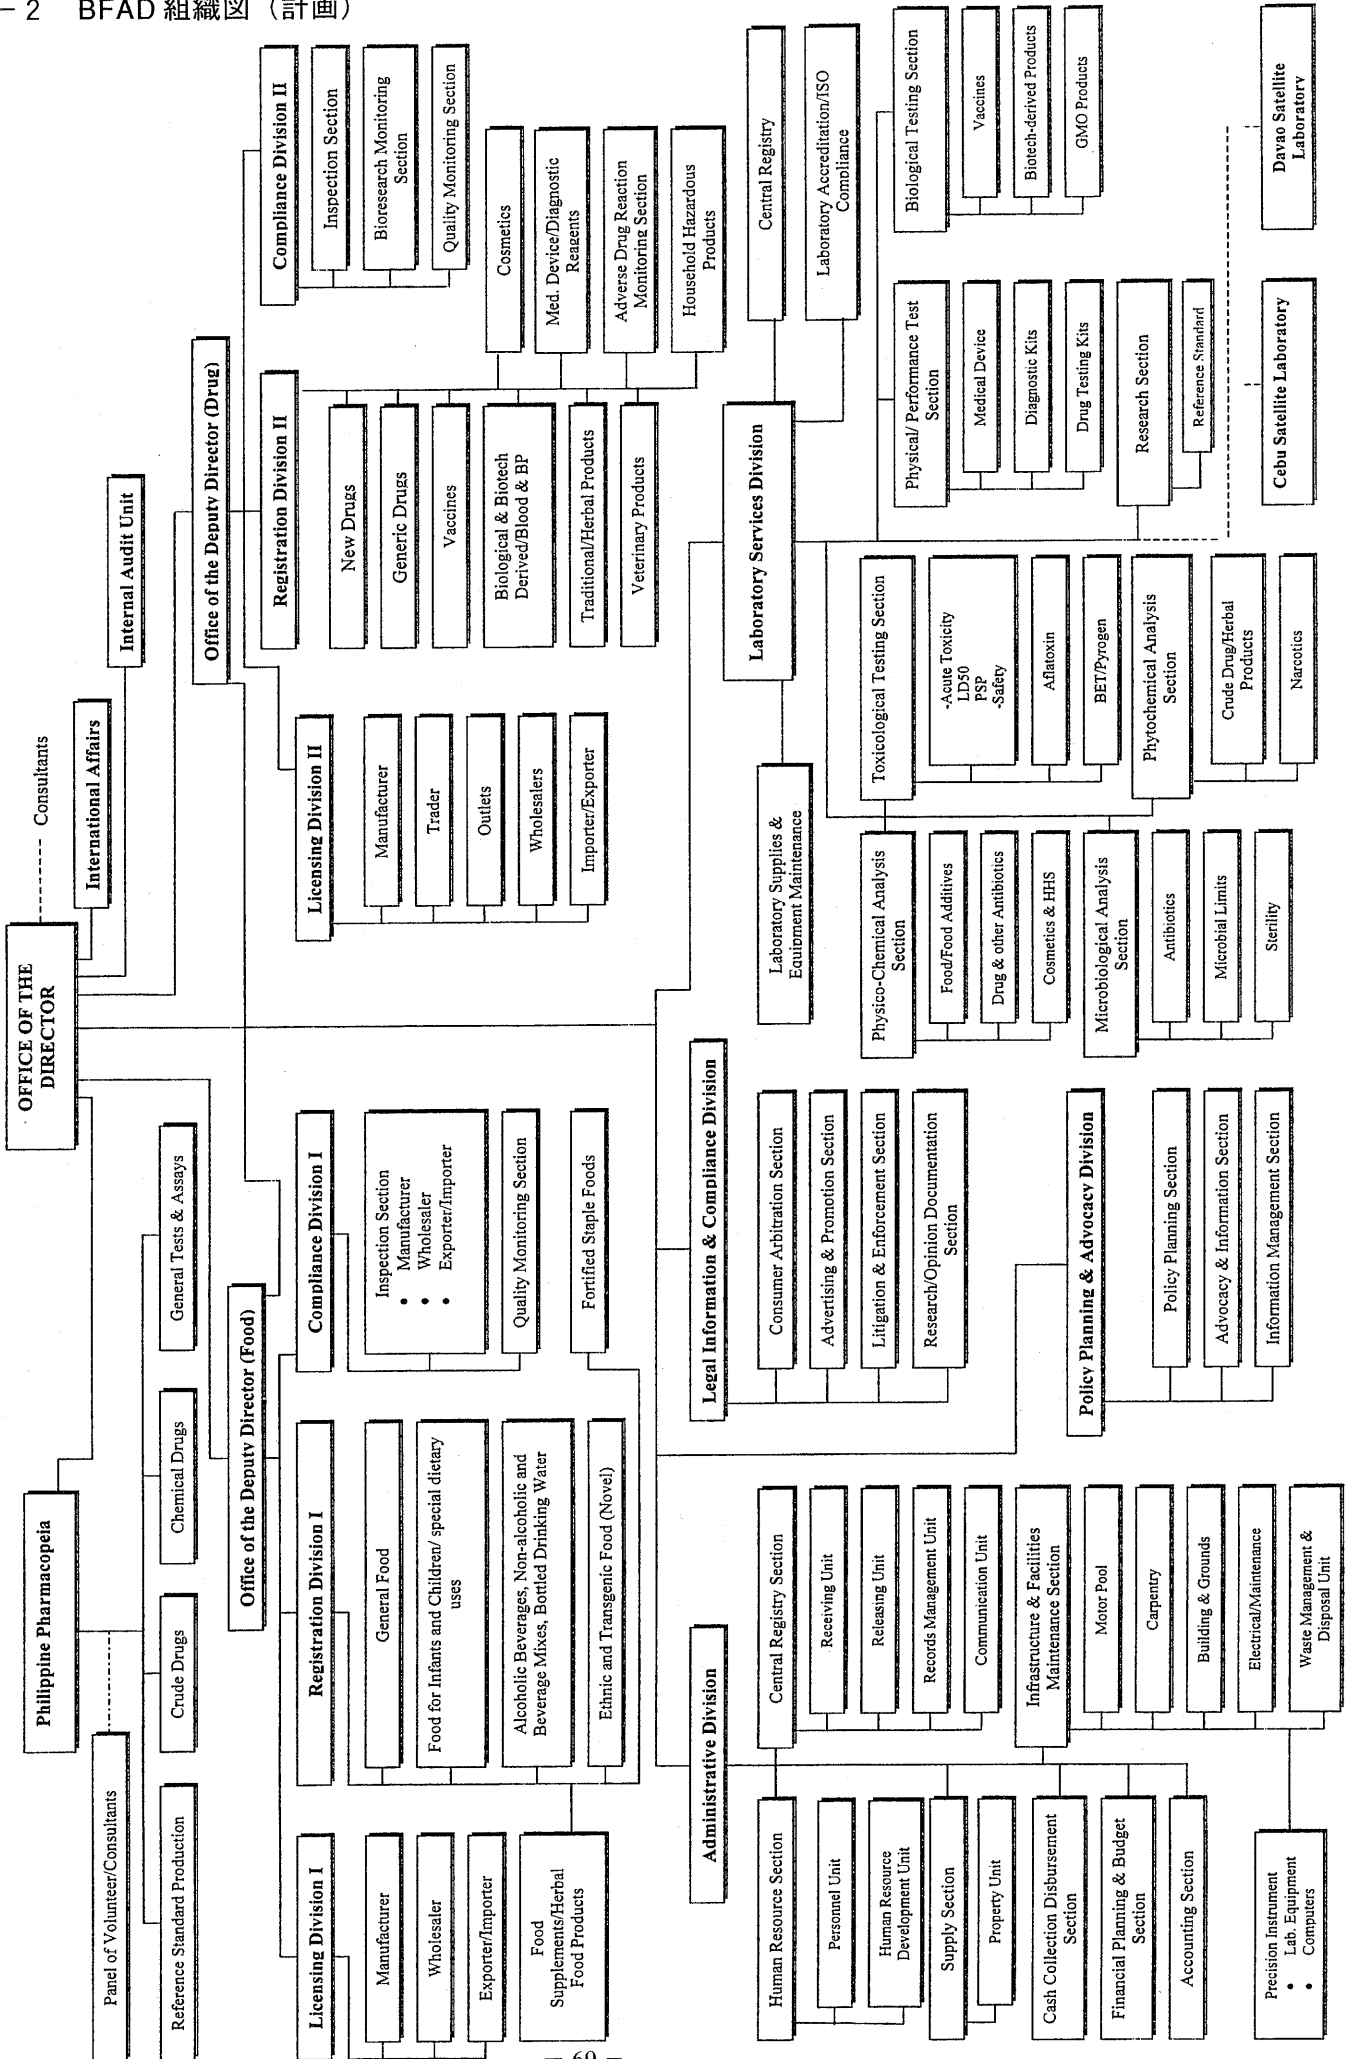 －２ BFAD 組織図（計画）
OFFICE OF THE
DIRECTOR
Consultants
International Affairs
Internal Audit Unit
Philippine Pharmacopeia
Panel of Volunteer/Consultants
Reference Standard Production
Crude Drugs
Chemical Drugs
General Tests & Assays
Office of the Deputy Director (Food)
Licensing Division I
Manufacturer
Wholesaler
Exporter/Importer
Registration Division I
General Food
Food for Infants and Children/ special dietary
uses
Alcoholic Beverages, Non-alcoholic and
Beverage Mixes, Bottled Drinking Water
Ethnic and Transgenic Food (Novel)
Food
Supplements/Herbal
Food Products
Fortified Staple Foods
Compliance Division I
Inspection Section
• Manufacturer
• Wholesaler
• Exporter/Importer
Quality Monitoring Section
Office of the Deputy Director (Drug)
Licensing Division II
Manufacturer
Trader
Outlets
Wholesalers
Importer/Exporter
Registration Division II
New Drugs
Generic Drugs
Vaccines
Biological & Biotech
Derived/Blood & BP
Traditional/Herbal Products
Veterinary Products
Cosmetics
Med. Device/Diagnostic
Reagents
Adverse Drug Reaction
Monitoring Section
Household Hazardous
Products
Compliance Division II
Inspection Section
Bioresearch Monitoring
Section
Quality Monitoring Section
Administrative Division
Human Resource Section
Personnel Unit
Human Resource
Development Unit
Supply Section
Property Unit
Cash Collection Disbursement
Section
Financial Planning & Budget
Section
Accounting Section
Precision Instrument
• Lab. Equipment
• Computers
Central Registry Section
Receiving Unit
Releasing Unit
Records Management Unit
Communication Unit
Infrastructure & Facilities
Maintenance Section
Motor Pool
Carpentry
Building & Grounds
Electrical/Maintenance
Waste Management &
Disposal Unit
Legal Information & Compliance Division
Consumer Arbitration Section
Advertising & Promotion Section
Litigation & Enforcement Section
Research/Opinion Documentation
Section
Policy Planning & Advocacy Division
Policy Planning Section
Advocacy & Information Section
Information Management Section
Laboratory Services Division
Laboratory Supplies &
Equipment Maintenance
Central Registry
Laboratory Accreditation/ISO
Compliance
Physico-Chemical Analysis
Section
Food/Food Additives
Drug & other Antibiotics
Cosmetics & HHS
Microbiological Analysis
Section
Antibiotics
Microbial Limits
Sterility
Toxicological Testing Section
-Acute Toxicity
LD50
PSP
-Safety
Aflatoxin
BET/Pyrogen
Phytochemical Analysis
Section
Crude Drug/Herbal
Products
Narcotics
Physical/ Performance Test
Section
Medical Device
Diagnostic Kits
Drug Testing Kits
Research Section
Reference Standard
Biological Testing Section
Vaccines
Biotech-derived Products
GMO Products
Cebu Satellite Laboratory
Davao Satellite
Laboratory